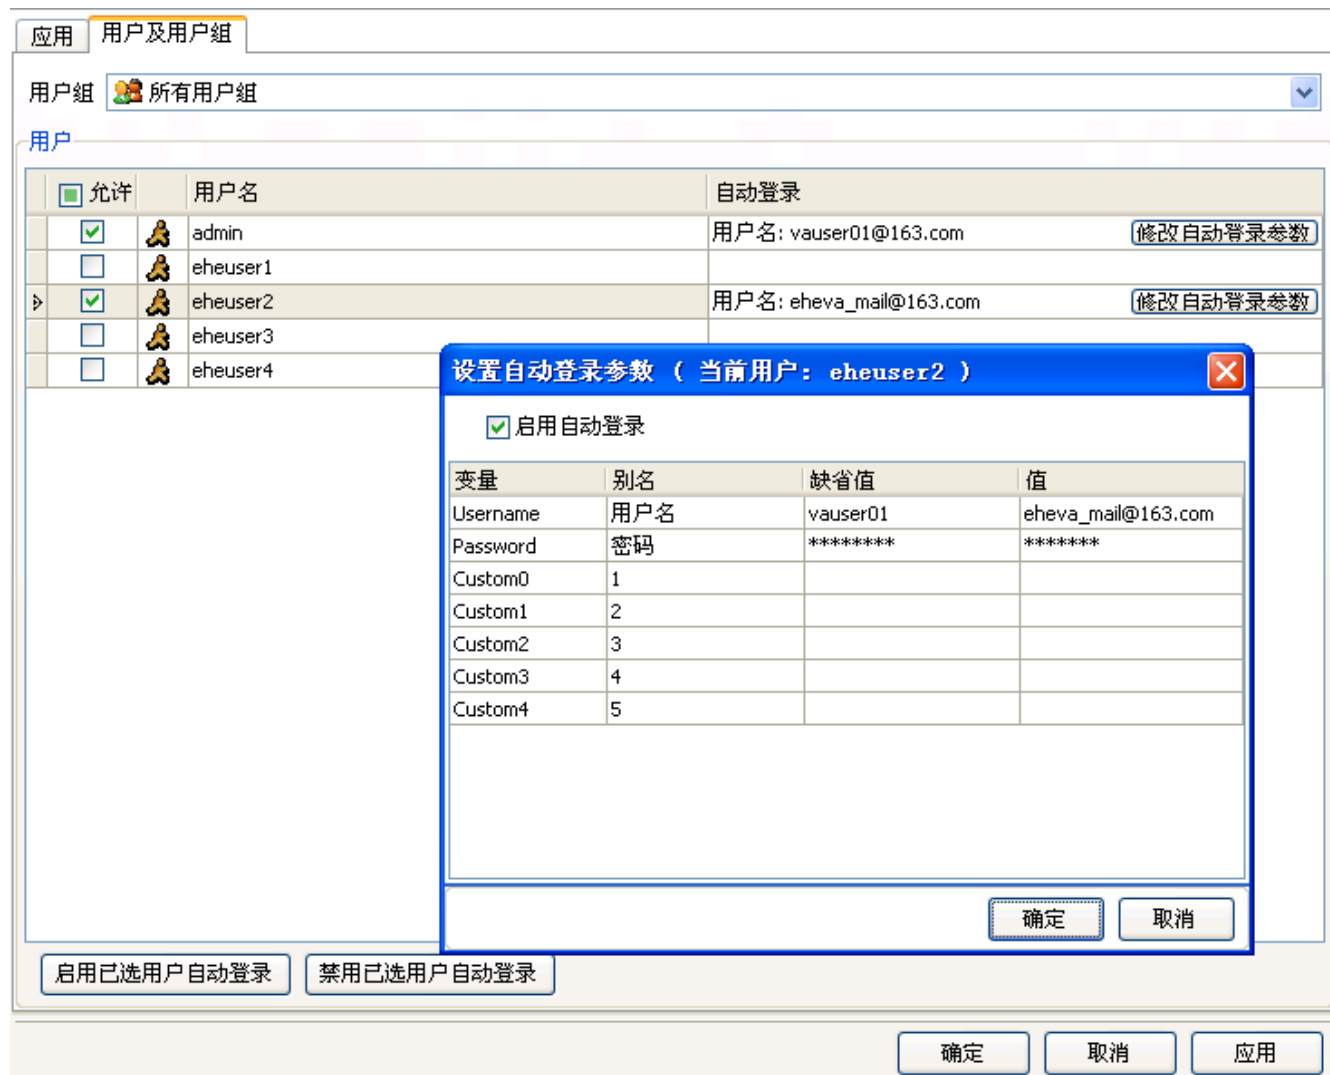 应用 用户及用户组
用户组 所有用户组
用户
允许 用户名 自动登录
admin 用户名: vauser01@163.com 修改自动登录参数
eheuser1
eheuser2 用户名: eheva_mail@163.com 修改自动登录参数
eheuser3
eheuser4
设置自动登录参数 ( 当前用户: eheuser2 )
启用自动登录
变量 别名 缺省值 值
Username 用户名 vauser01 eheva_mail@163.com
Password 密码 ******** *******
Custom0 1
Custom1 2
Custom2 3
Custom3 4
Custom4 5
确定 取消
启用已选用户自动登录 禁用已选用户自动登录
确定 取消 应用